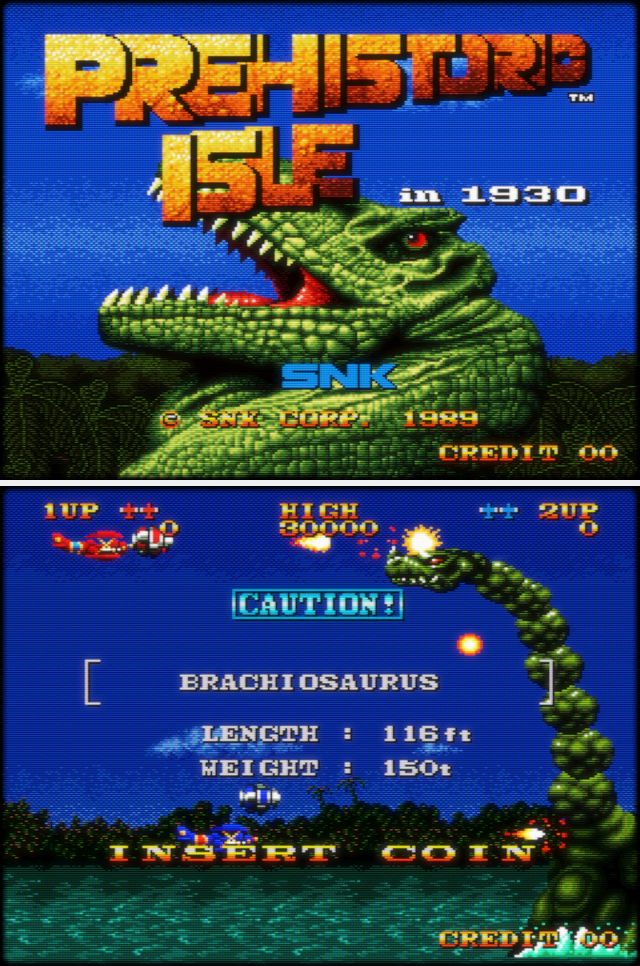 PREHISTORIC
TM
ISLE
in 1930
SNK
© SNK CORP. 1989
CREDIT 00
1UP HIGH 2UP
0 30000 0
CAUTION!
[ BRACHIOSAURUS ]
LENGTH : 116ft
WEIGHT : 150t
INSERT COIN
CREDIT 00